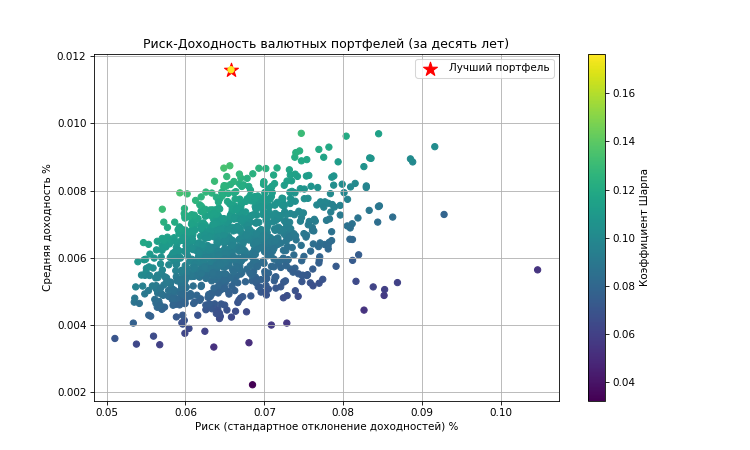 Риск-Доходность валютных портфелей (за десять лет)
Лучший портфель
0.012
0.010
0.008
0.006
0.004
0.002
Средняя доходность %
0.05 0.06 0.07 0.08 0.09 0.10
Риск (стандартное отклонение доходностей) %
0.16
0.14
0.12
0.10
0.08
0.06
0.04
Коэффициент Шарпа